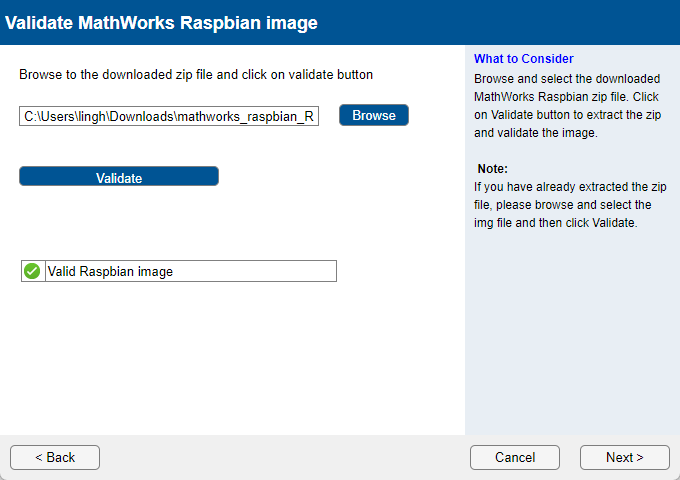 Validate MathWorks Raspbian image
Browse to the downloaded zip file and click on validate button
C:\Users\lingh\Downloads\mathworks_raspbian_R
Browse
Validate
Valid Raspbian image
What to Consider
Browse and select the downloaded
MathWorks Raspbian zip file. Click
on Validate button to extract the zip
and validate the image.
Note:
If you have already extracted the zip
file, please browse and select the
img file and then click Validate.
< Back
Cancel
Next >